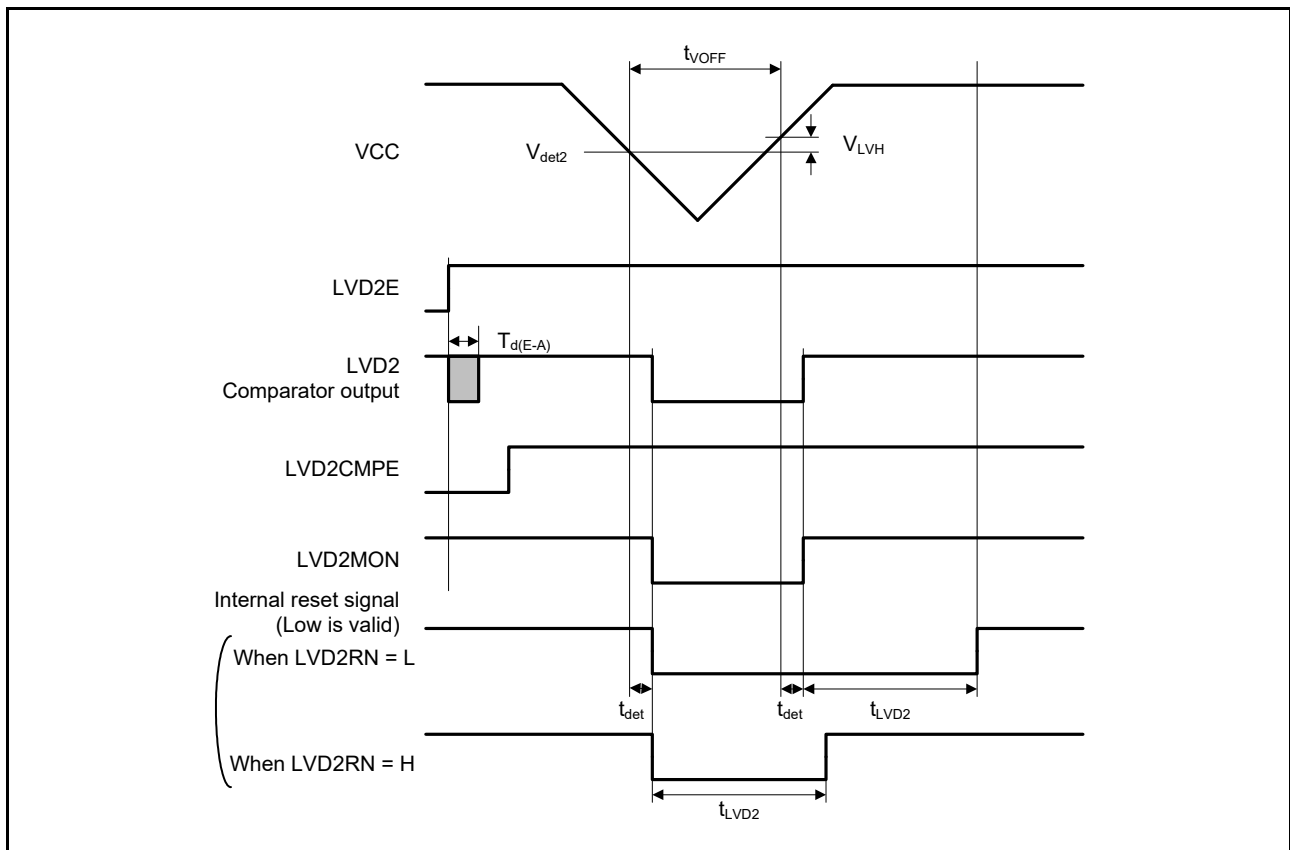 tVOFF
VCC
Vdet2
VLVH
LVD2E
Td(E-A)
LVD2
Comparator output
LVD2CMPE
LVD2MON
Internal reset signal
(Low is valid)
When LVD2RN = L
tdet
tdet
tLVD2
When LVD2RN = H
tLVD2